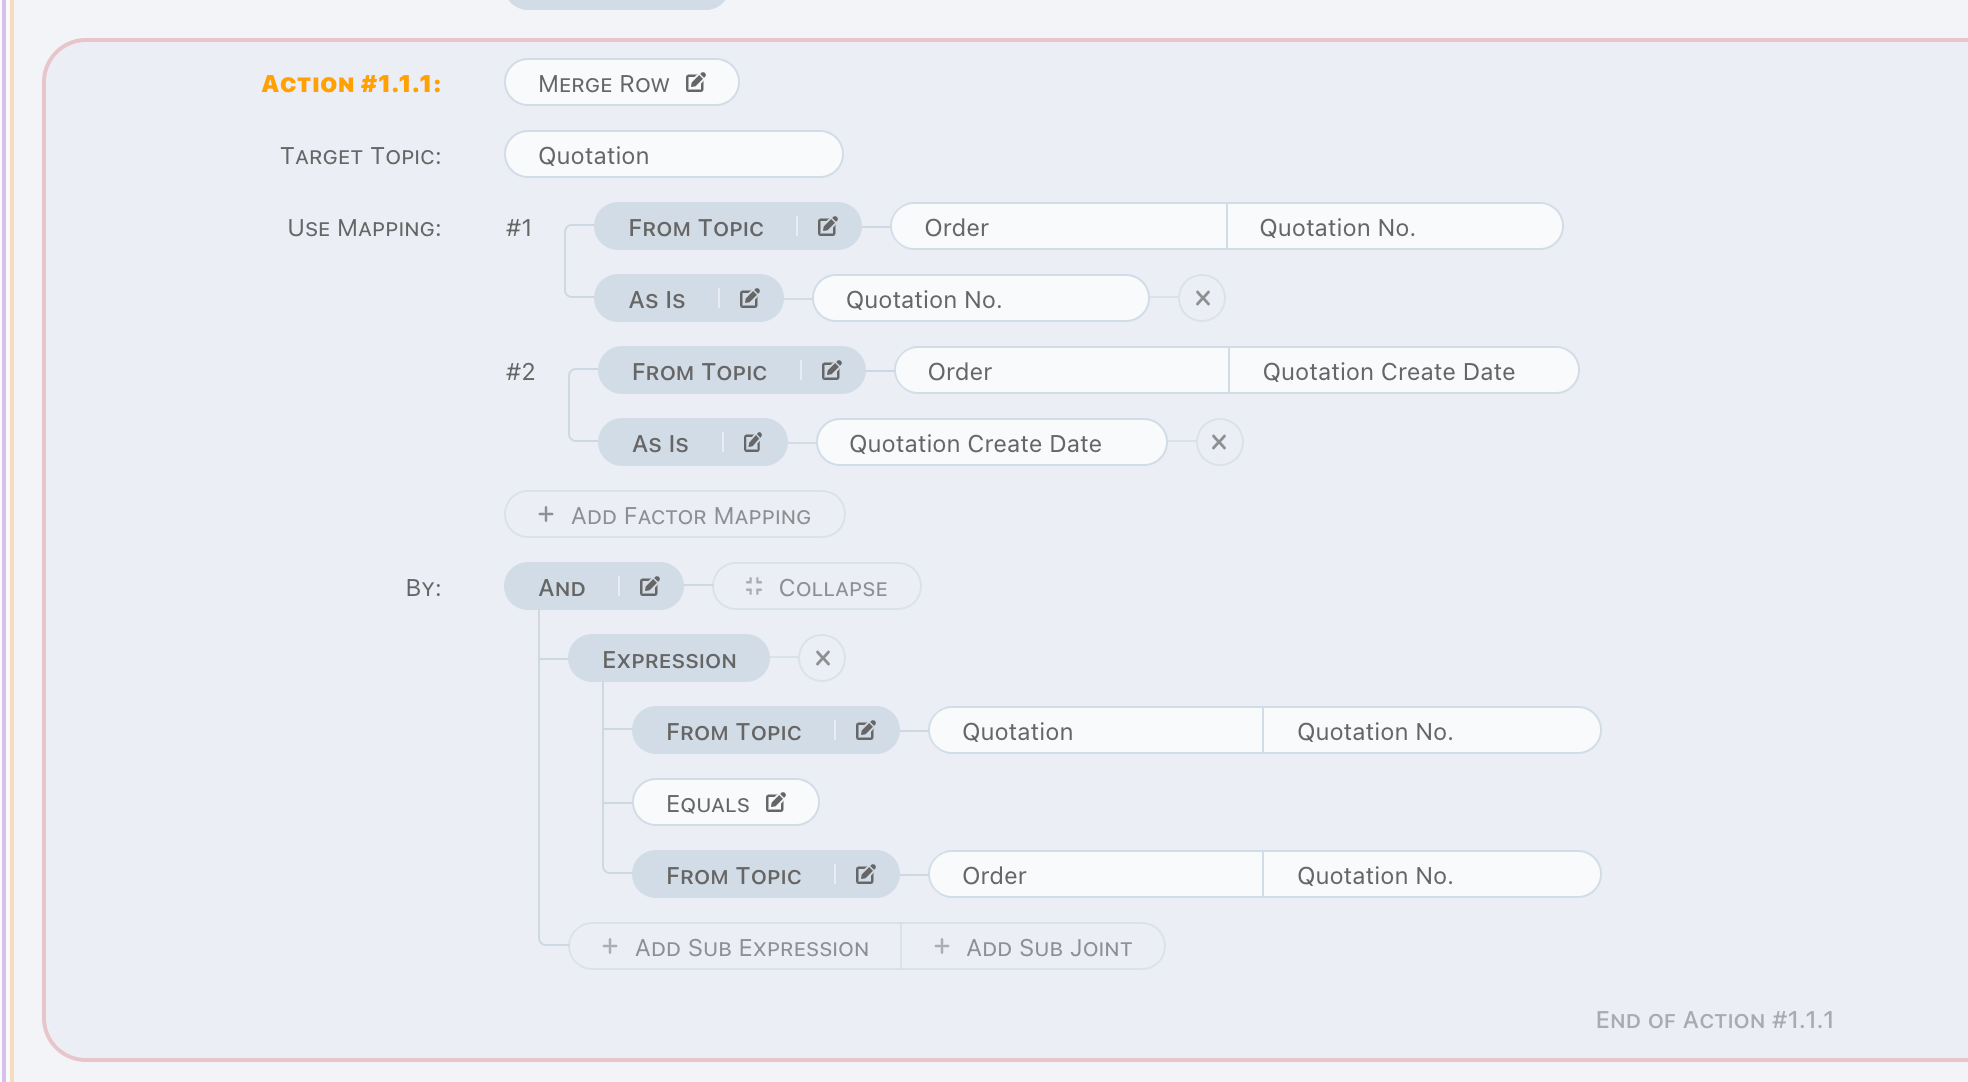 ACTION #1.1.1: MERGE ROW
TARGET TOPIC: Quotation
USE MAPPING: #1 FROM TOPIC Order Quotation No.
As Is Quotation No.
#2 FROM TOPIC Order Quotation Create Date
As Is Quotation Create Date
+ ADD FACTOR MAPPING
BY: AND COLLAPSE
EXPRESSION
FROM TOPIC Quotation Quotation No.
EQUALS
FROM TOPIC Order Quotation No.
+ ADD SUB EXPRESSION + ADD SUB JOINT
END OF ACTION #1.1.1